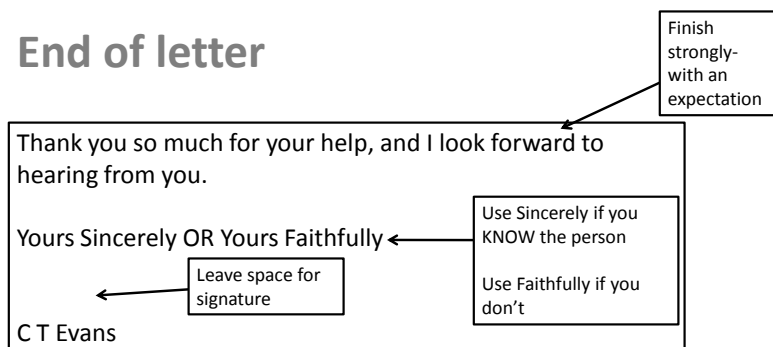 End of letter
Finish
strongly-
with an
expectation
Thank you so much for your help, and I look forward to
hearing from you.
Yours Sincerely OR Yours Faithfully
Use Sincerely if you
KNOW the person
Use Faithfully if you
don't
Leave space for
signature
C T Evans